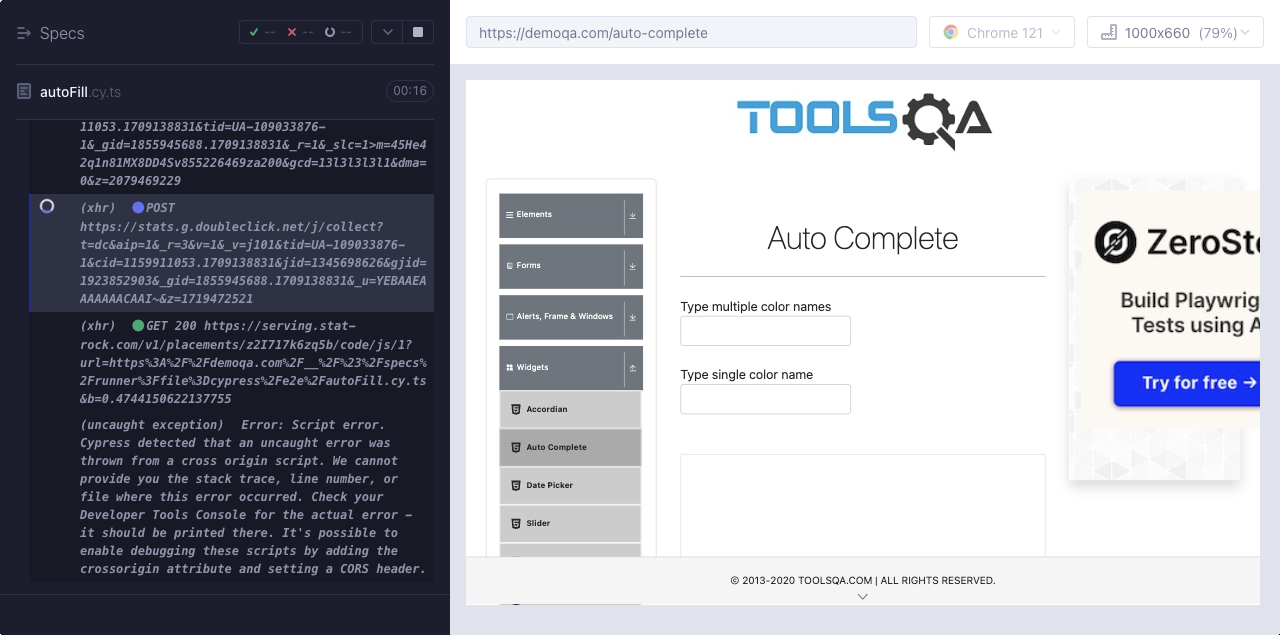 Specs
-- -- --
autoFill.cy.ts
00:16
11053.1709138831&tid=UA-109033876-
1&_gid=1855945688.1709138831&_r=1&_slc=1>m=45He4
2q1n81MX8DD4Sv855226469za200&gcd=13l3l3l3l1&dma=
0&z=2079469229
(xhr) POST
https://stats.g.doubleclick.net/j/collect?
t=dc&aip=1&_r=3&v=1&_v=j101&tid=UA-109033876-
1&cid=1159911053.1709138831&jid=1345698626&gjid=
1923852903&_gid=1855945688.1709138831&_u=YEBAAEA
AAAAAACAAI~&z=1719472521
(xhr) GET 200 https://serving.stat-
rock.com/v1/placements/z2I717k6zq5b/code/js/1?
url=https%3A%2F%2Fdemoqa.com%2F__%2F%23%2Fspecs%
2Frunner%3Ffile%3Dcypress%2Fe2e%2FautoFill.cy.ts
&b=0.4744150622137755
(uncaught exception) Error: Script error.
Cypress detected that an uncaught error was
thrown from a cross origin script. We cannot
provide you the stack trace, line number, or
file where this error occurred. Check your
Developer Tools Console for the actual error –
it should be printed there. It's possible to
enable debugging these scripts by adding the
crossorigin attribute and setting a CORS header.
https://demoqa.com/auto-complete
Chrome 121
1000x660 (79%)
TOOLSQA
Elements
Forms
Alerts, Frame & Windows
Widgets
Accordian
Auto Complete
Date Picker
Slider
Auto Complete
Type multiple color names
Type single color name
ZeroSte
Build Playwrig
Tests using A
Try for free →
© 2013-2020 TOOLSQA.COM | ALL RIGHTS RESERVED.